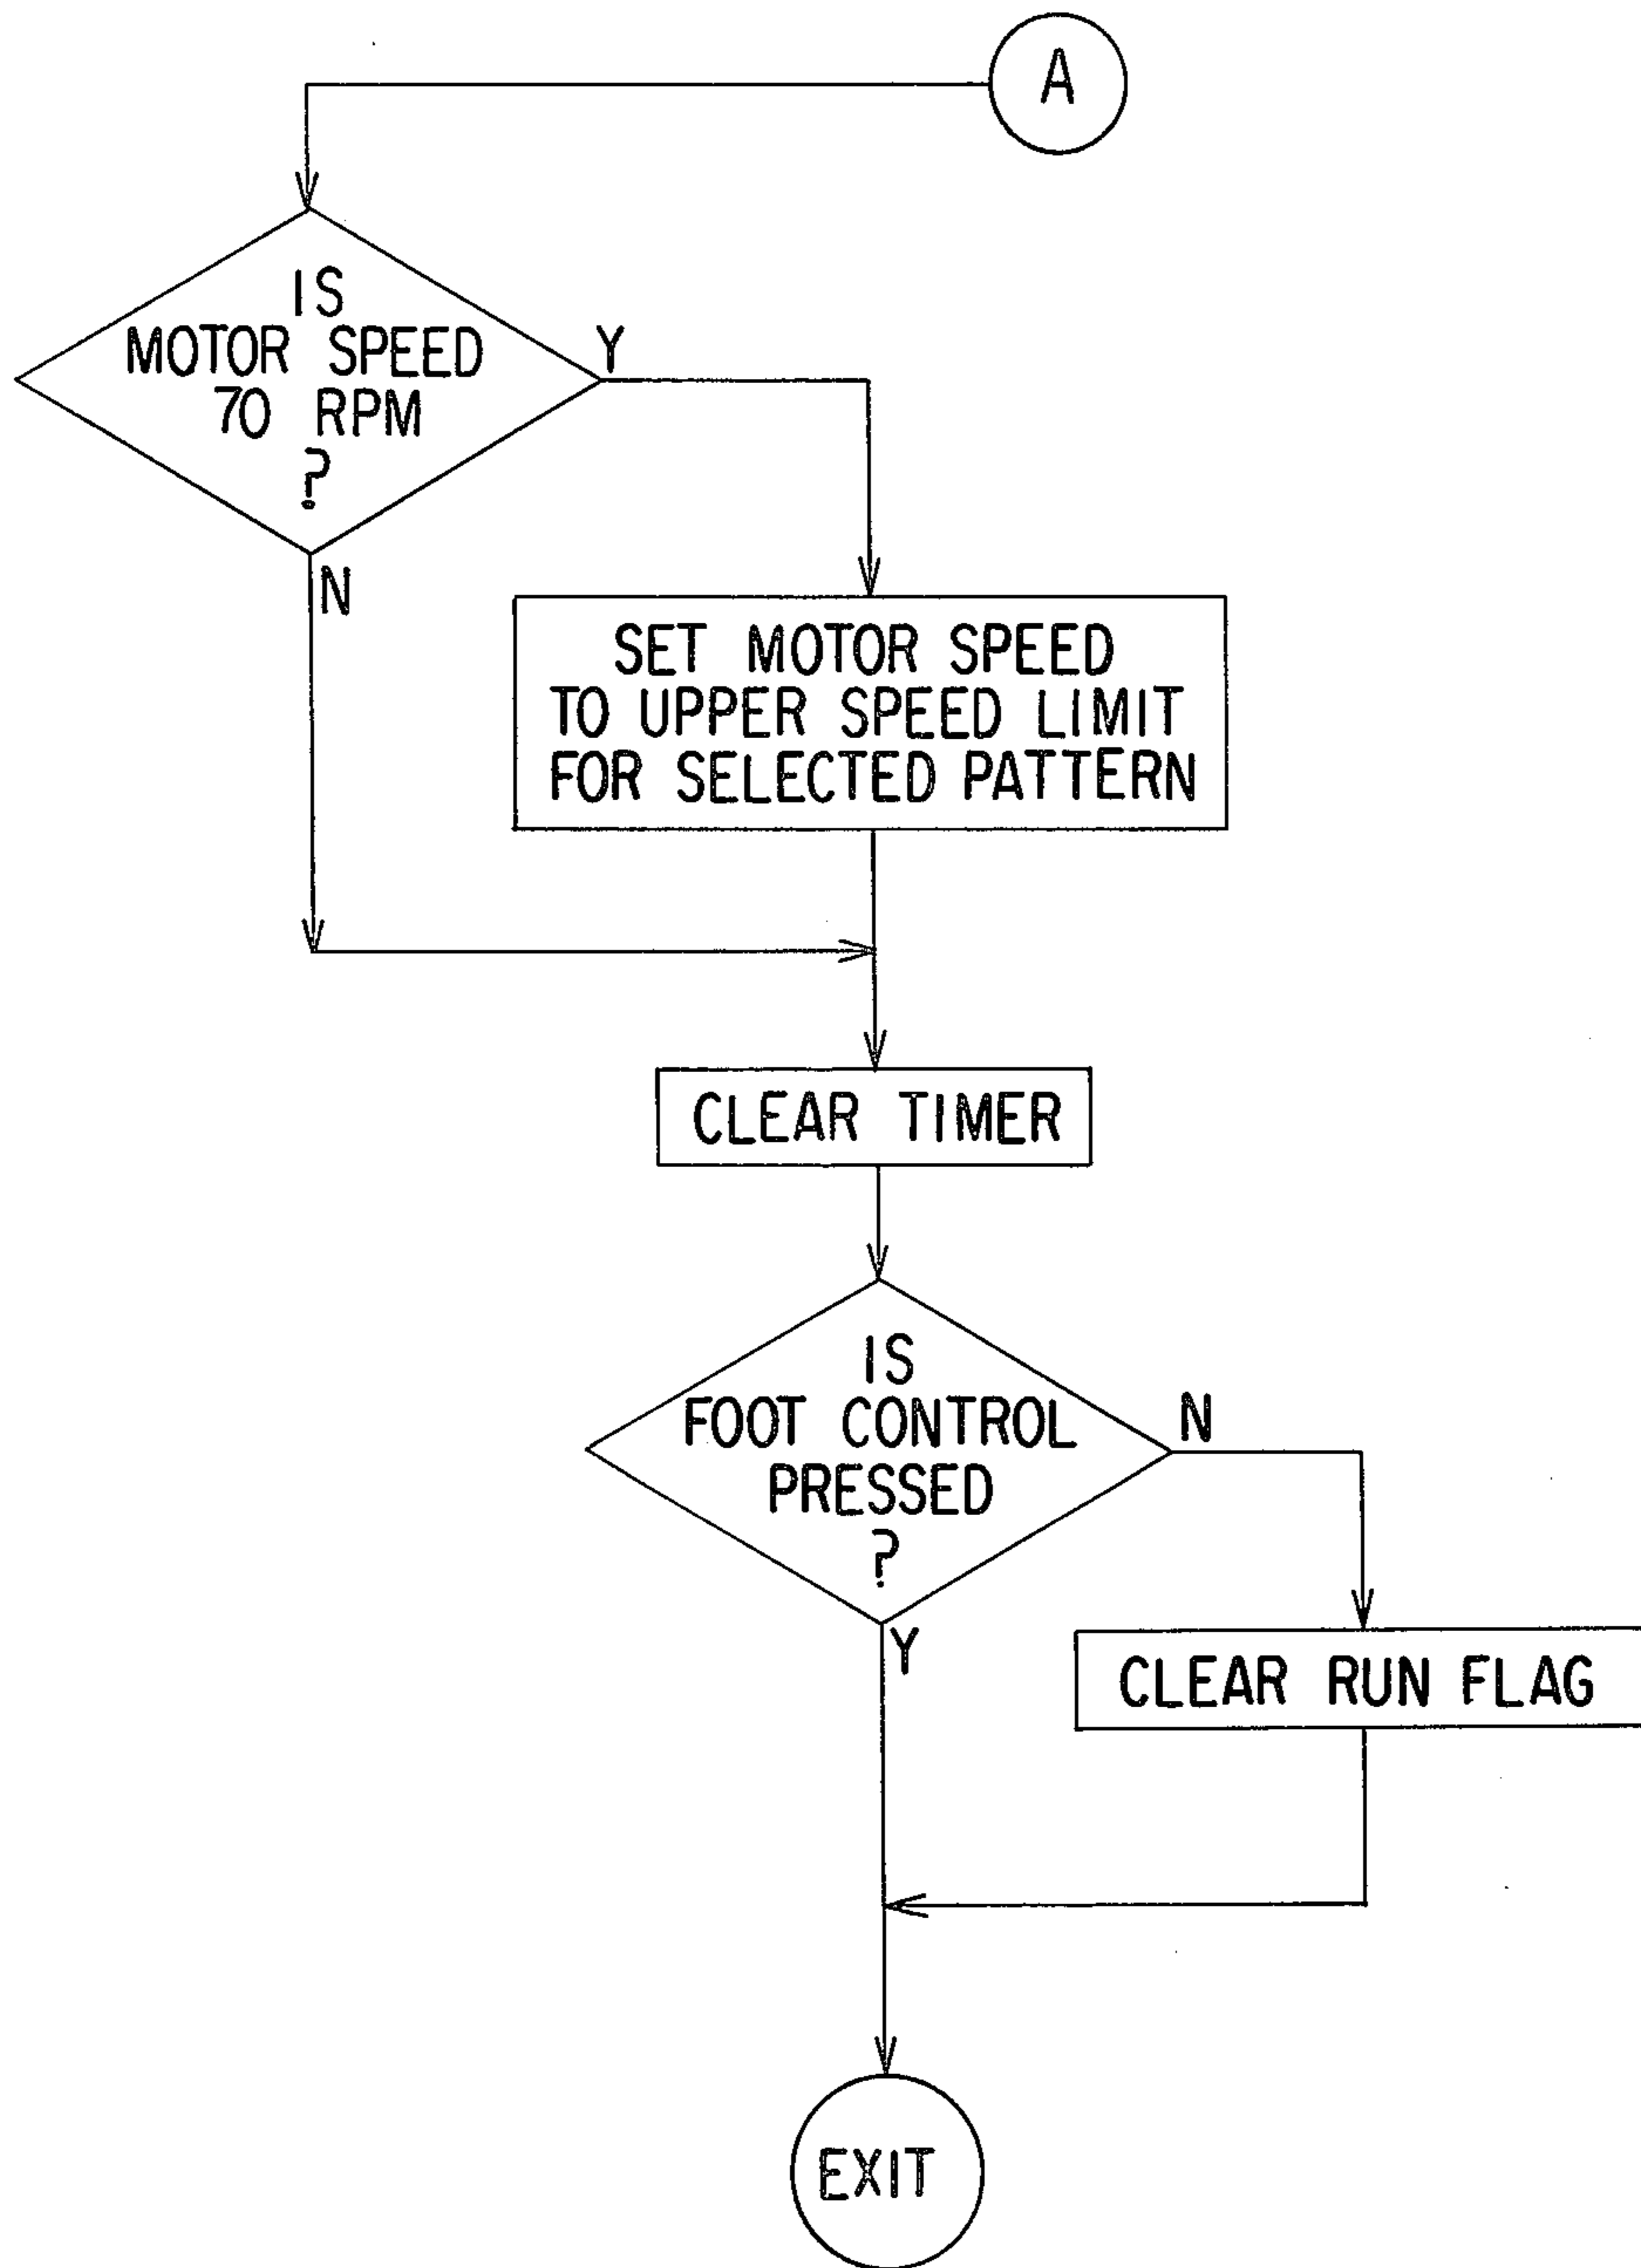 A
IS
MOTOR SPEED
70 RPM
?
Y
N
SET MOTOR SPEED
TO UPPER SPEED LIMIT
FOR SELECTED PATTERN
CLEAR TIMER
IS
FOOT CONTROL
PRESSED
?
N
Y
CLEAR RUN FLAG
EXIT